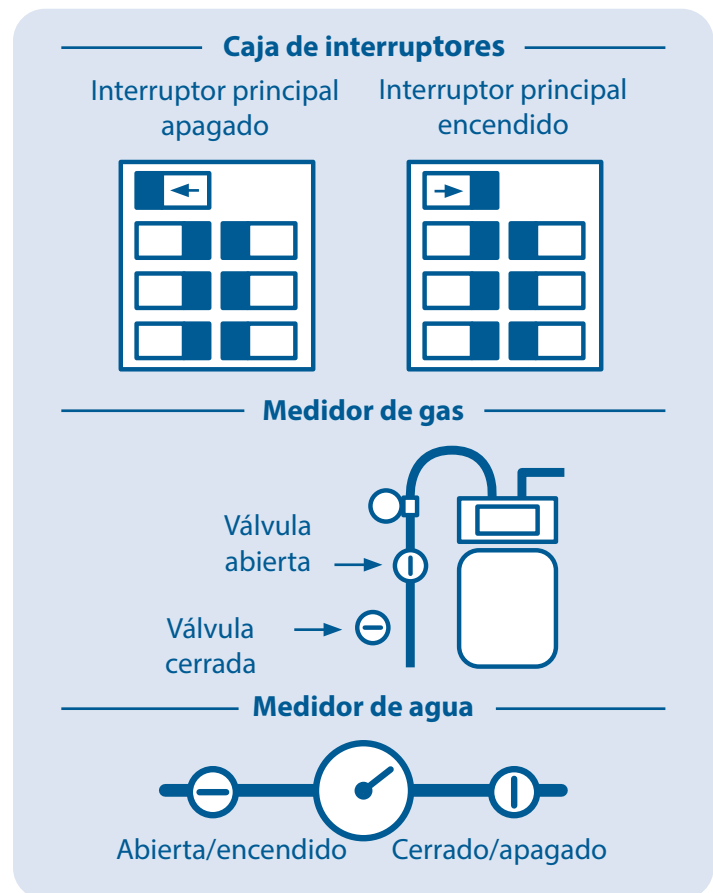 Caja de interruptores
Interruptor principal
apagado
Interruptor principal
encendido
Medidor de gas
Válvula
abierta
Válvula
cerrada
Medidor de agua
Abierta/encendido
Cerrado/apagado